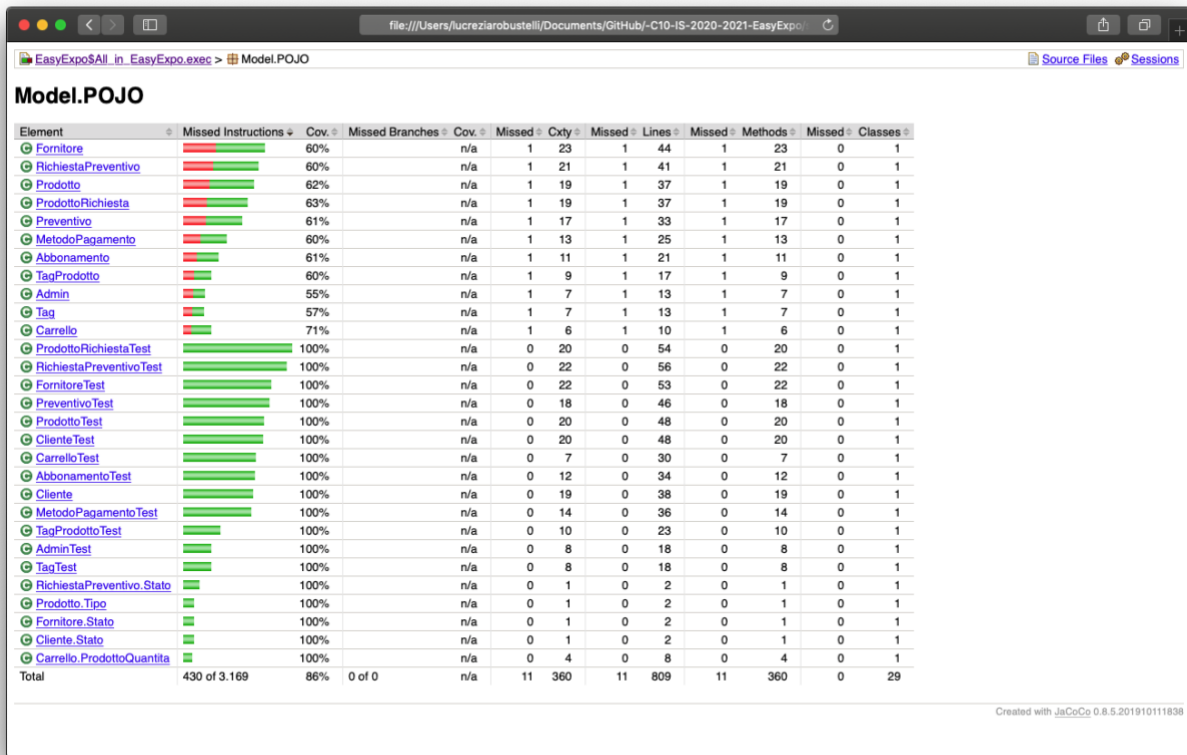 file:///Users/lucreziarobustelli/Documents/GitHub/-C10-IS-2020-2021-EasyExpo/
EasyExpo$All_in_EasyExpo.exec > Model.POJO Source Files Sessions
Model.POJO
Element Missed Instructions Cov. Missed Branches Cov. Missed Cxty Missed Lines Missed Methods Missed Classes
Fornitore 60% n/a 1 23 1 44 1 23 0 1
RichiestaPreventivo 60% n/a 1 21 1 41 1 21 0 1
Prodotto 62% n/a 1 19 1 37 1 19 0 1
ProdottoRichiesta 63% n/a 1 19 1 37 1 19 0 1
Preventivo 61% n/a 1 17 1 33 1 17 0 1
MetodoPagamento 60% n/a 1 13 1 25 1 13 0 1
Abbonamento 61% n/a 1 11 1 21 1 11 0 1
TagProdotto 60% n/a 1 9 1 17 1 9 0 1
Admin 55% n/a 1 7 1 13 1 7 0 1
Tag 57% n/a 1 7 1 13 1 7 0 1
Carrello 71% n/a 1 6 1 10 1 6 0 1
ProdottoRichiestaTest 100% n/a 0 20 0 54 0 20 0 1
RichiestaPreventivoTest 100% n/a 0 22 0 56 0 22 0 1
FornitoreTest 100% n/a 0 22 0 53 0 22 0 1
PreventivoTest 100% n/a 0 18 0 46 0 18 0 1
ProdottoTest 100% n/a 0 20 0 48 0 20 0 1
ClienteTest 100% n/a 0 20 0 48 0 20 0 1
CarrelloTest 100% n/a 0 7 0 30 0 7 0 1
AbbonamentoTest 100% n/a 0 12 0 34 0 12 0 1
Cliente 100% n/a 0 19 0 38 0 19 0 1
MetodoPagamentoTest 100% n/a 0 14 0 36 0 14 0 1
TagProdottoTest 100% n/a 0 10 0 23 0 10 0 1
AdminTest 100% n/a 0 8 0 18 0 8 0 1
TagTest 100% n/a 0 8 0 18 0 8 0 1
RichiestaPreventivo.Stato 100% n/a 0 1 0 2 0 1 0 1
Prodotto.Tipo 100% n/a 0 1 0 2 0 1 0 1
Fornitore.Stato 100% n/a 0 1 0 2 0 1 0 1
Cliente.Stato 100% n/a 0 1 0 2 0 1 0 1
Carrello.ProdottoQuantita 100% n/a 0 4 0 8 0 4 0 1
Total 430 of 3.169 86% 0 of 0 n/a 11 360 11 809 11 360 0 29
Created with JaCoCo 0.8.5.201910111838